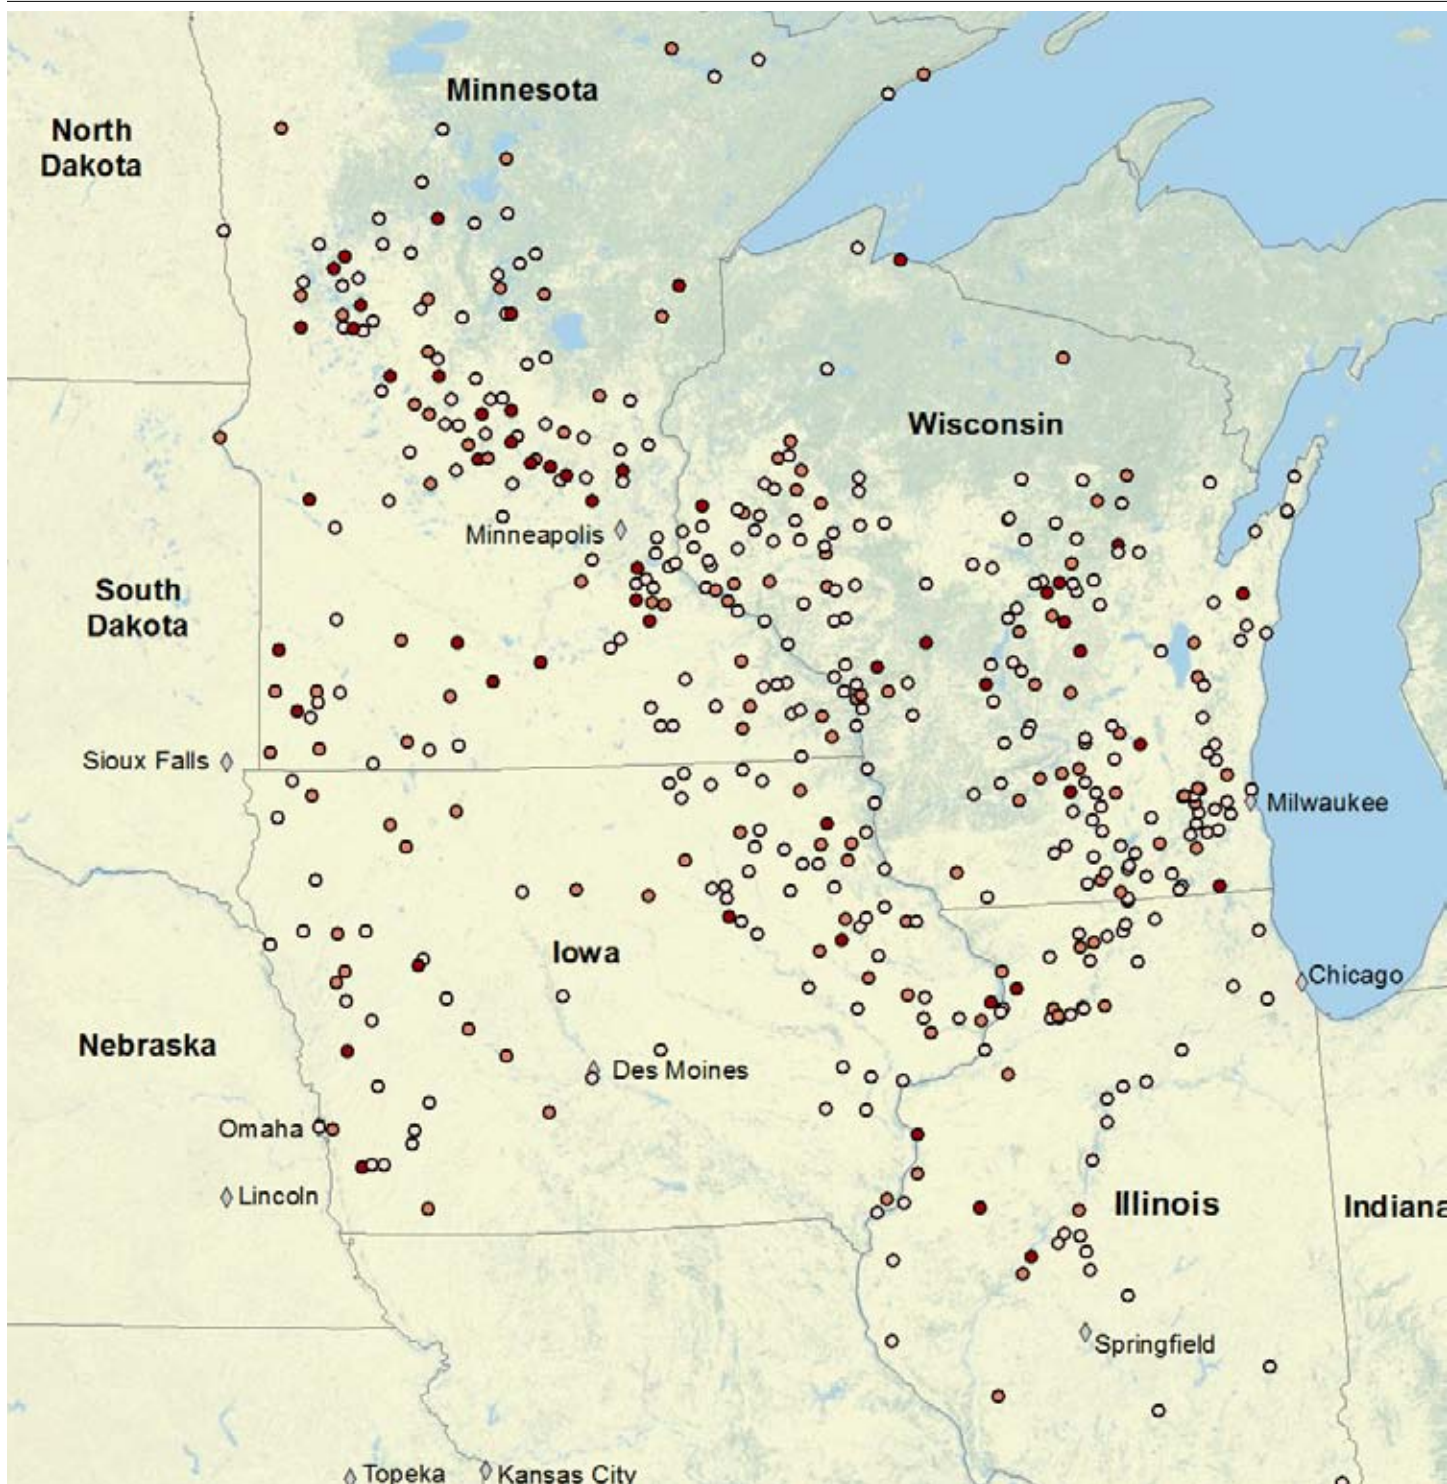 Minnesota
North
Dakota
Wisconsin
Minneapolis
South
Dakota
Sioux Falls
Milwaukee
Iowa
Chicago
Nebraska
Des Moines
Omaha
Lincoln
Illinois
Indiana
Springfield
Topeka
Kansas City